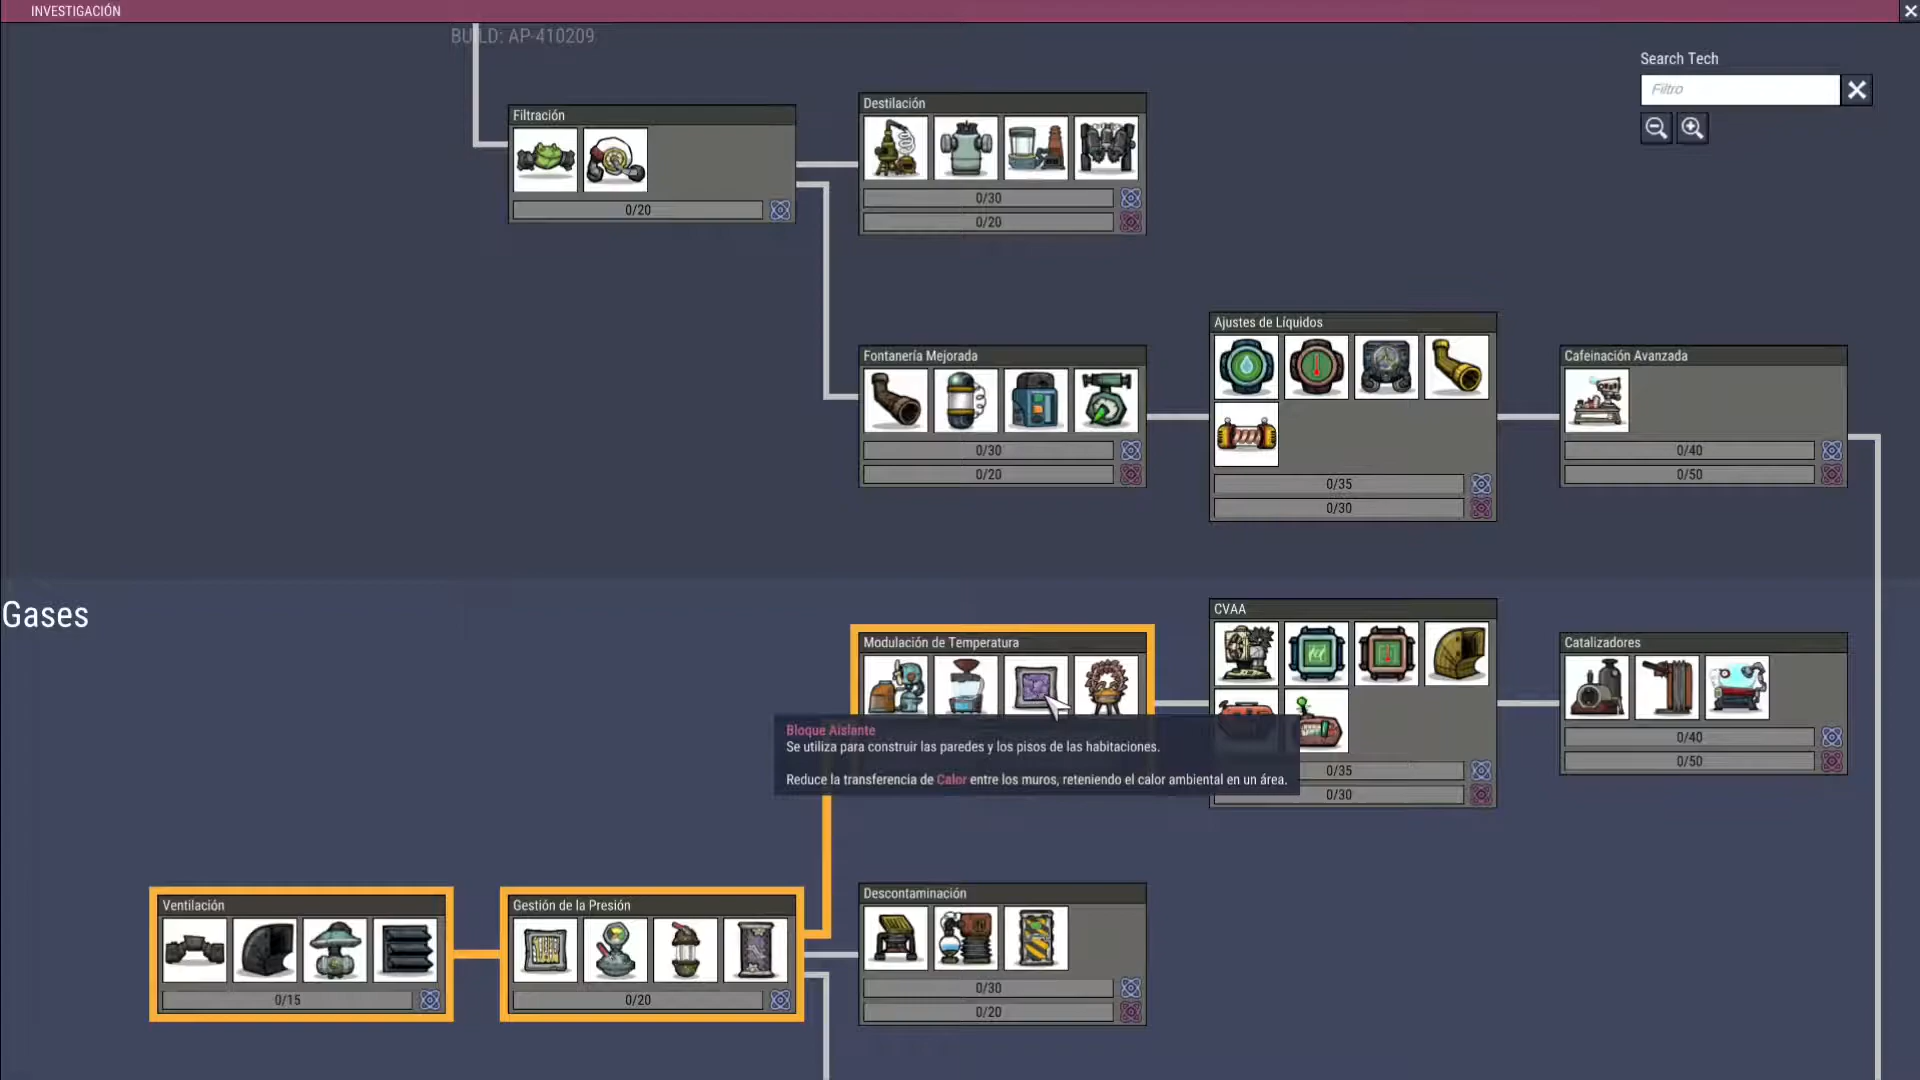 INVESTIGACIÓN
BUILD: AP-410209
Search Tech
Filtro
Filtración
0/20
Destilación
0/30
0/20
Fontanería Mejorada
0/30
0/20
Ajustes de Líquidos
0/35
0/30
Cafeinación Avanzada
0/40
0/50
Gases
Modulación de Temperatura
CVAA
0/35
0/30
Catalizadores
0/40
0/50
Bloque Aislante
Se utiliza para construir las paredes y los pisos de las habitaciones.
Reduce la transferencia de Calor entre los muros, reteniendo el calor ambiental en un área.
Ventilación
0/15
Gestión de la Presión
0/20
Descontaminación
0/30
0/20